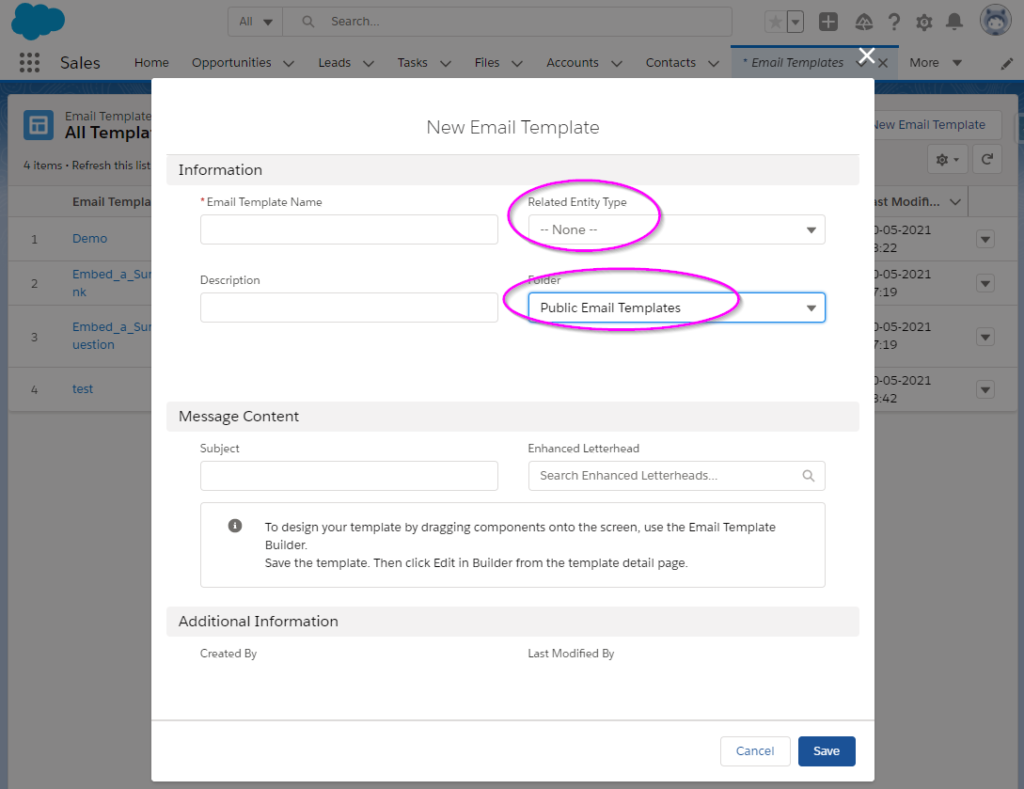 All
Search...
Sales
Home
Opportunities
Leads
Tasks
Files
Accounts
Contacts
* Email Templates
More
Email Template
All Templa
New Email Template
4 items • Refresh this list
Email Templa
ast Modifi...
1
Demo
0-05-2021
3:22
2
Embed_a_Sur
nk
0-05-2021
7:19
3
Embed_a_Sur
uestion
0-05-2021
7:19
4
test
0-05-2021
3:42
New Email Template
Information
*Email Template Name
Related Entity Type
-- None --
Description
Folder
Public Email Templates
Message Content
Subject
Enhanced Letterhead
Search Enhanced Letterheads...
To design your template by dragging components onto the screen, use the Email Template
Builder.
Save the template. Then click Edit in Builder from the template detail page.
Additional Information
Created By
Last Modified By
Cancel
Save